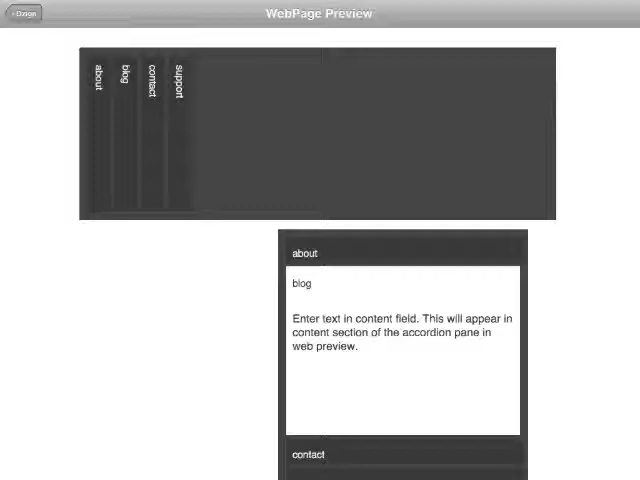 Dzign
WebPage Preview
about
blog
contact
support
about
blog
Enter text in content field. This will appear in
content section of the accordion pane in
web preview.
contact